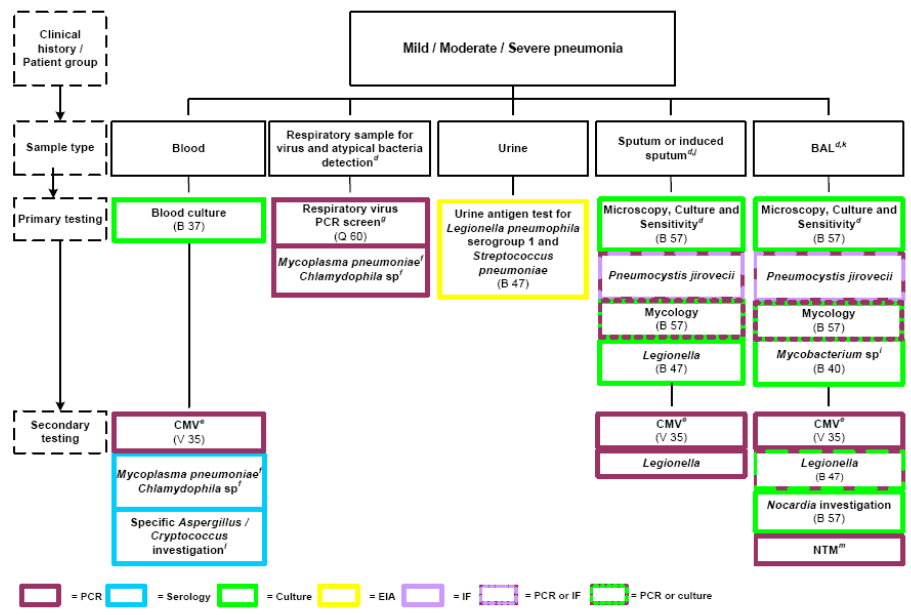 Clinical
history /
Patient group
Mild / Moderate / Severe pneumonia
Sample type
Blood
Respiratory sample for
virus and atypical bacteria
detection^d
Urine
Sputum or induced
sputum^d,j
BAL^d,k
Primary testing
Blood culture
(B 37)
Respiratory virus
PCR screen^g
(Q 60)
Mycoplasma pneumoniae^f
Chlamydophila sp^f
Urine antigen test for
Legionella pneumophila
serogroup 1 and
Streptococcus
pneumoniae
(B 47)
Microscopy, Culture and
Sensitivity^d
(B 57)
Pneumocystis jirovecii
Mycology
(B 57)
Legionella
(B 47)
Microscopy, Culture and
Sensitivity^d
(B 57)
Pneumocystis jirovecii
Mycology
(B 57)
Mycobacterium sp^i
(B 40)
Secondary
testing
CMV^e
(V 35)
Mycoplasma pneumoniae^f
Chlamydophila sp^f
Specific Aspergillus /
Cryptococcus
investigation^l
CMV^e
(V 35)
Legionella
CMV^e
(V 35)
Legionella
(B 47)
Nocardia investigation
(B 57)
NTM^m
= PCR
= Serology
= Culture
= EIA
= IF
= PCR or IF
= PCR or culture